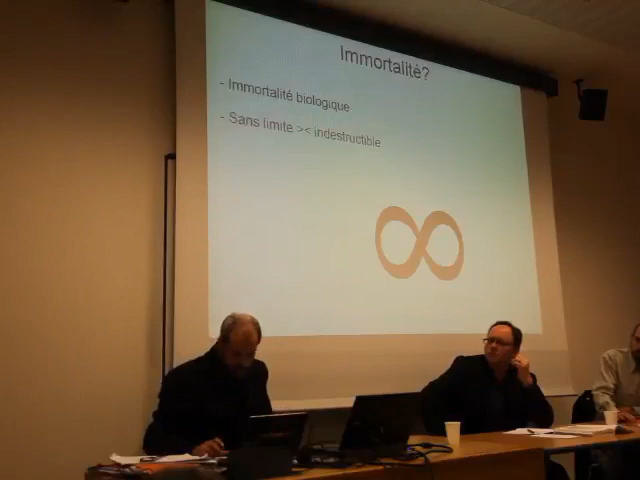 Immortalité?
- Immortalité biologique
- Sans limite >< indestructible